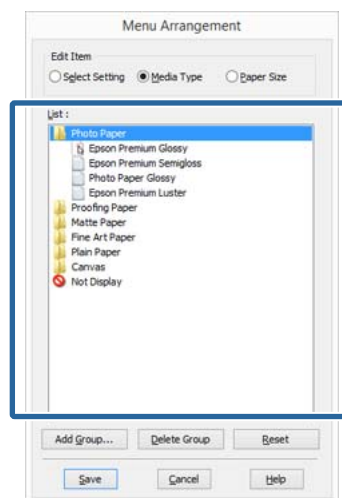 Menu Arrangement
Edit Item
Select Setting Media Type Paper Size
List :
Photo Paper
Epson Premium Glossy
Epson Premium Semigloss
Photo Paper Glossy
Epson Premium Luster
Proofing Paper
Matte Paper
Fine Art Paper
Plain Paper
Canvas
Not Display
Add Group... Delete Group Reset
Save Cancel Help